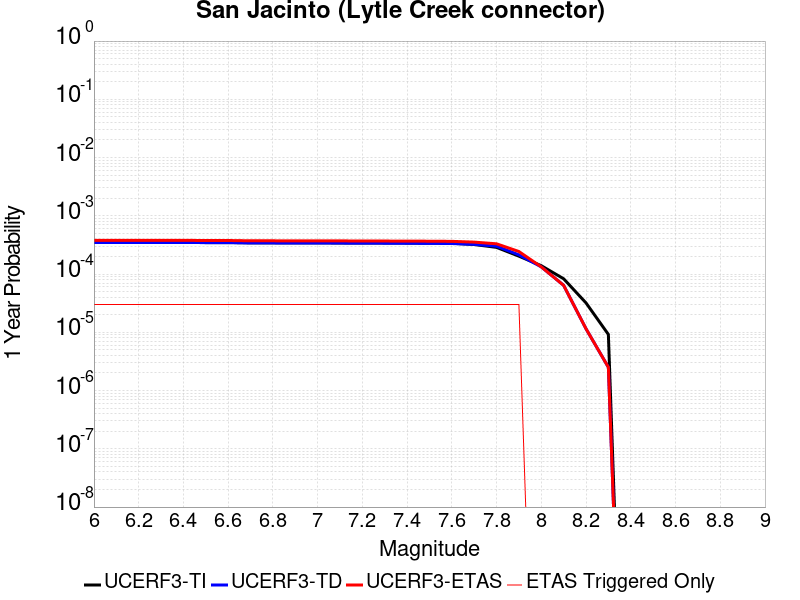 San Jacinto (Lytle Creek connector)
10^0
10^-1
10^-2
10^-3
10^-4
10^-5
10^-6
10^-7
10^-8
1 Year Probability
6 6.2 6.4 6.6 6.8 7 7.2 7.4 7.6 7.8 8 8.2 8.4 8.6 8.8 9
Magnitude
UCERF3-TI UCERF3-TD UCERF3-ETAS ETAS Triggered Only